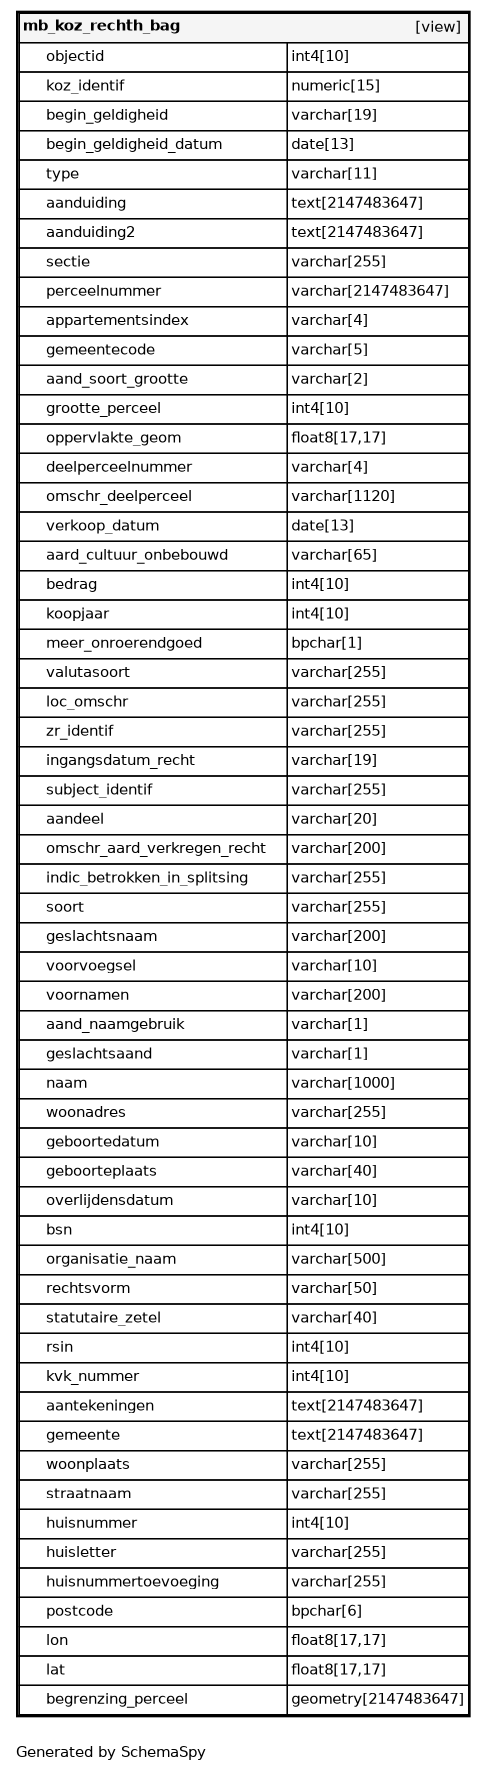 mb_koz_rechth_bag [view]
objectid int4[10]
koz_identif numeric[15]
begin_geldigheid varchar[19]
begin_geldigheid_datum date[13]
type varchar[11]
aanduiding text[2147483647]
aanduiding2 text[2147483647]
sectie varchar[255]
perceelnummer varchar[2147483647]
appartementsindex varchar[4]
gemeentecode varchar[5]
aand_soort_grootte varchar[2]
grootte_perceel int4[10]
oppervlakte_geom float8[17,17]
deelperceelnummer varchar[4]
omschr_deelperceel varchar[1120]
verkoop_datum date[13]
aard_cultuur_onbebouwd varchar[65]
bedrag int4[10]
koopjaar int4[10]
meer_onroerendgoed bpchar[1]
valutasoort varchar[255]
loc_omschr varchar[255]
zr_identif varchar[255]
ingangsdatum_recht varchar[19]
subject_identif varchar[255]
aandeel varchar[20]
omschr_aard_verkregen_recht varchar[200]
indic_betrokken_in_splitsing varchar[255]
soort varchar[255]
geslachtsnaam varchar[200]
voorvoegsel varchar[10]
voornamen varchar[200]
aand_naamgebruik varchar[1]
geslachtsaand varchar[1]
naam varchar[1000]
woonadres varchar[255]
geboortedatum varchar[10]
geboorteplaats varchar[40]
overlijdensdatum varchar[10]
bsn int4[10]
organisatie_naam varchar[500]
rechtsvorm varchar[50]
statutaire_zetel varchar[40]
rsin int4[10]
kvk_nummer int4[10]
aantekeningen text[2147483647]
gemeente text[2147483647]
woonplaats varchar[255]
straatnaam varchar[255]
huisnummer int4[10]
huisletter varchar[255]
huisnummertoevoeging varchar[255]
postcode bpchar[6]
lon float8[17,17]
lat float8[17,17]
begrenzing_perceel geometry[2147483647]
Generated by SchemaSpy